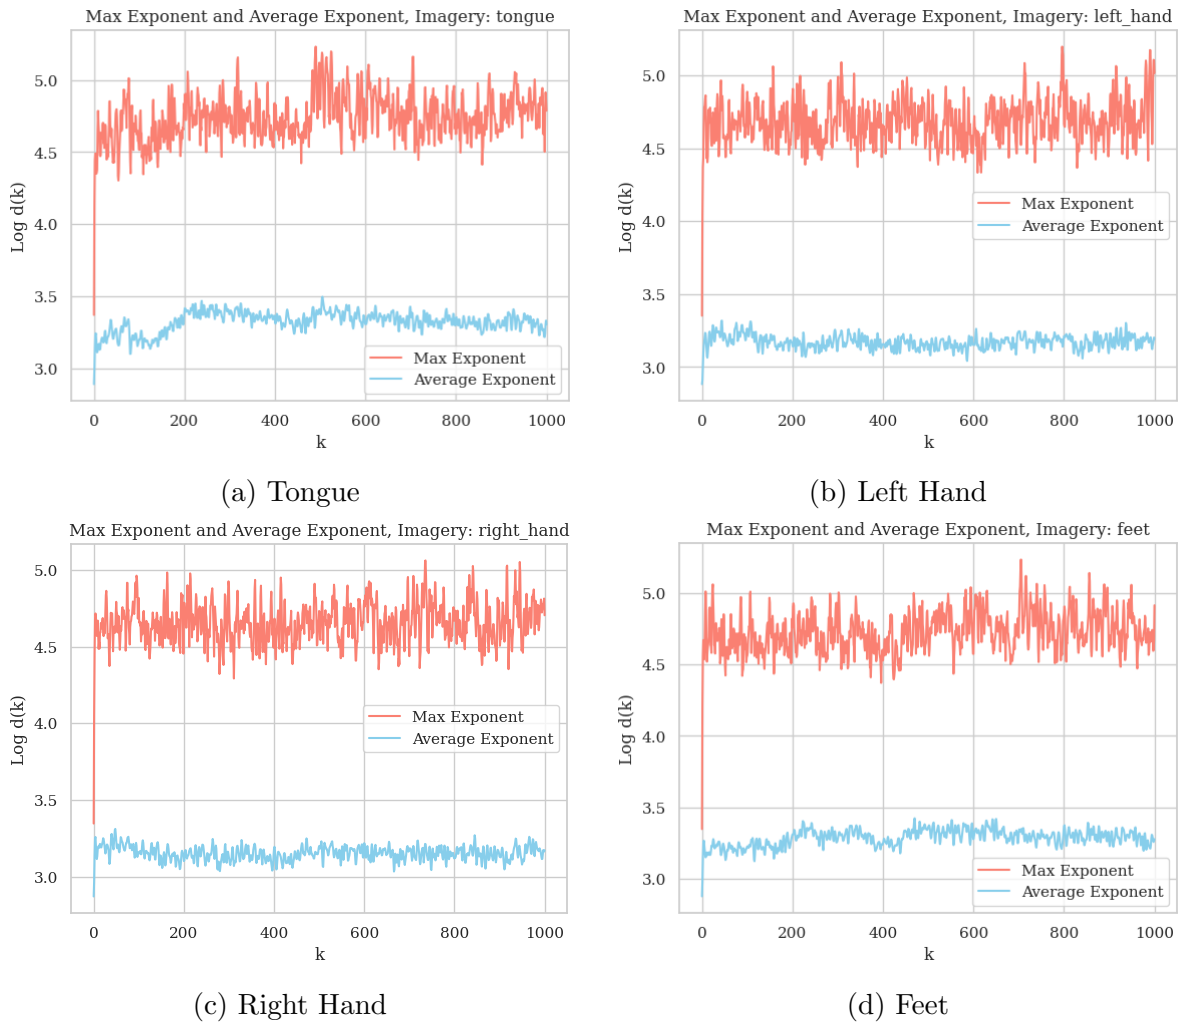 Max Exponent and Average Exponent, Imagery: tongue
Log d(k)
5.0
4.5
4.0
3.5
3.0
Max Exponent
Average Exponent
0 200 400 600 800 1000
k
(a) Tongue
Max Exponent and Average Exponent, Imagery: left_hand
Log d(k)
5.0
4.5
4.0
3.5
3.0
Max Exponent
Average Exponent
0 200 400 600 800 1000
k
(b) Left Hand
Max Exponent and Average Exponent, Imagery: right_hand
Log d(k)
5.0
4.5
4.0
3.5
3.0
Max Exponent
Average Exponent
0 200 400 600 800 1000
k
(c) Right Hand
Max Exponent and Average Exponent, Imagery: feet
Log d(k)
5.0
4.5
4.0
3.5
3.0
Max Exponent
Average Exponent
0 200 400 600 800 1000
k
(d) Feet